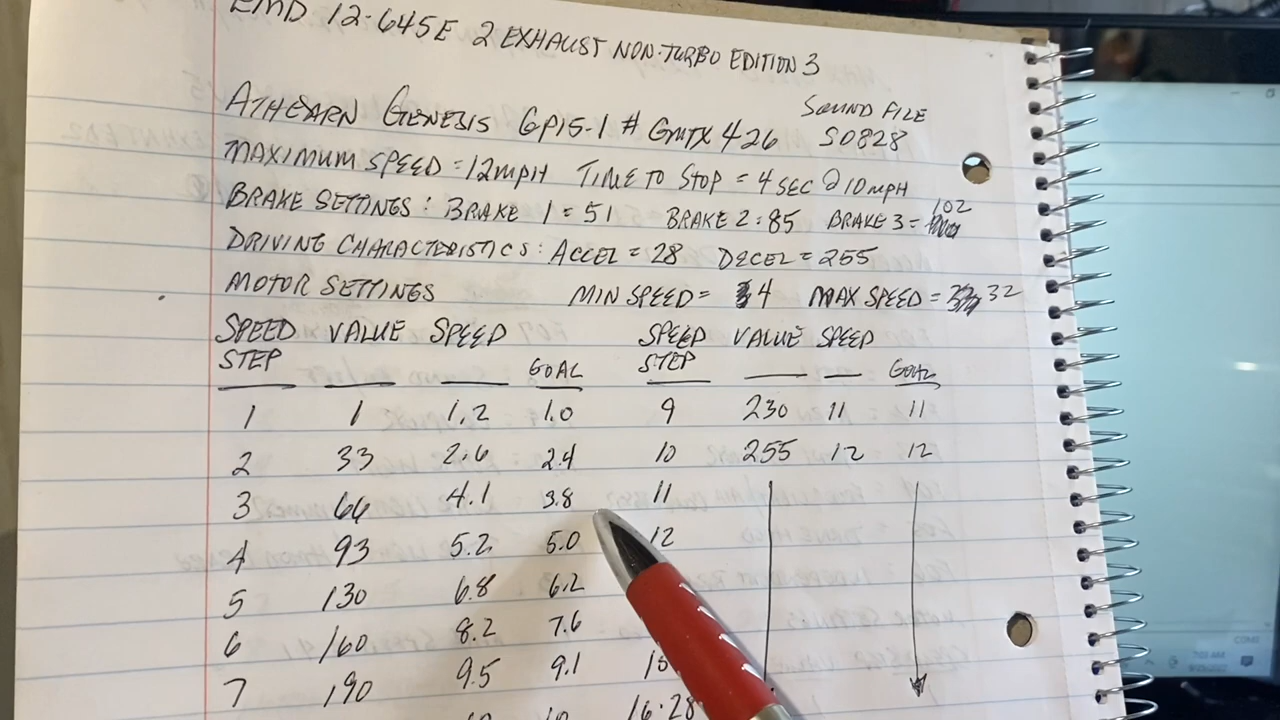 EMD 12-645E 2 EXHAUST NON-TURBO EDITION 3
ATHEARN GENESIS GP15-1 # GMTX 426 SOUND FILE S0828
MAXIMUM SPEED = 12mpH TIME TO STOP = 4 SEC @ 10 mpH
BRAKE SETTINGS: BRAKE 1 = 51 BRAKE 2 = 85 BRAKE 3 = 102
DRIVING CHARACTERISTICS: ACCEL = 28 DECEL = 255
MOTOR SETTINGS MIN SPEED = 4 MAX SPEED = 32
SPEED STEP VALUE SPEED GOAL SPEED STEP VALUE SPEED GOAL
1 1 1.2 1.0 9 230 11 11
2 33 2.6 2.4 10 255 12 12
3 66 4.1 3.8 11
4 93 5.2 5.0 12
5 130 6.8 6.2
6 160 8.2 7.6
7 190 9.5 9.1
16-28